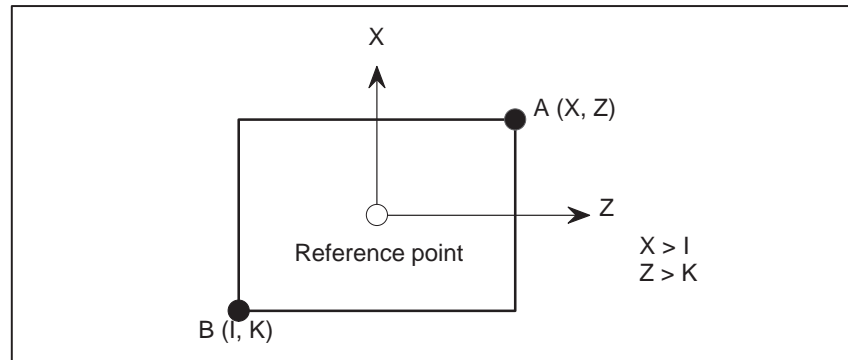 X
A (X, Z)
Z
Reference point
X > I
Z > K
B (I, K)